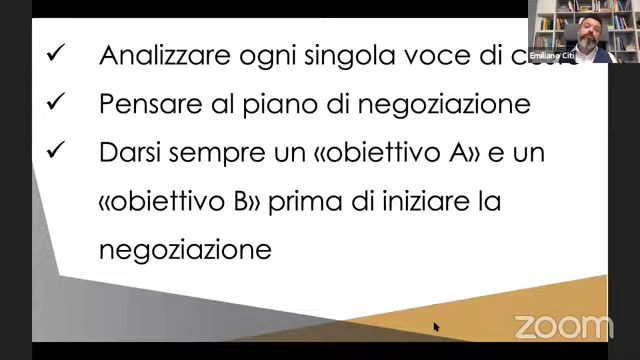 ✓ Analizzare ogni singola voce di
✓ Pensare al piano di negoziazione
✓ Darsi sempre un «obiettivo A» e un
«obiettivo B» prima di iniziare la
negoziazione
Emiliano Citi
zoom